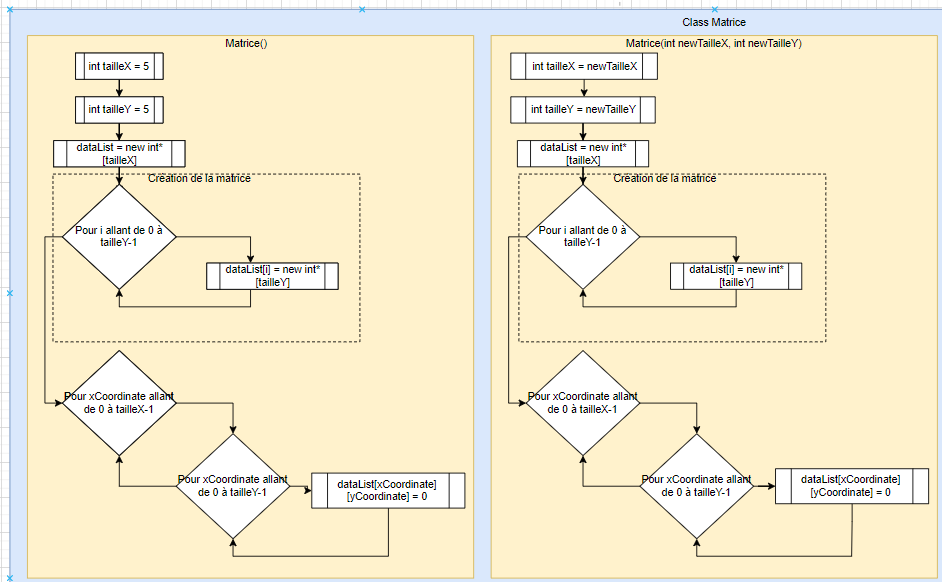 Class Matrice
Matrice()
int tailleX = 5
int tailleY = 5
dataList = new int*
[tailleX]
Création de la matrice
Pour i allant de 0 à
tailleY-1
dataList[i] = new int*
[tailleY]
Pour xCoordinate allant
de 0 à tailleX-1
Pour xCoordinate allant
de 0 à tailleY-1
dataList[xCoordinate]
[yCoordinate] = 0
Matrice(int newTailleX, int newTailleY)
int tailleX = newTailleX
int tailleY = newTailleY
dataList = new int*
[tailleX]
Création de la matrice
Pour i allant de 0 à
tailleY-1
dataList[i] = new int*
[tailleY]
Pour xCoordinate allant
de 0 à tailleX-1
Pour xCoordinate allant
de 0 à tailleY-1
dataList[xCoordinate]
[yCoordinate] = 0